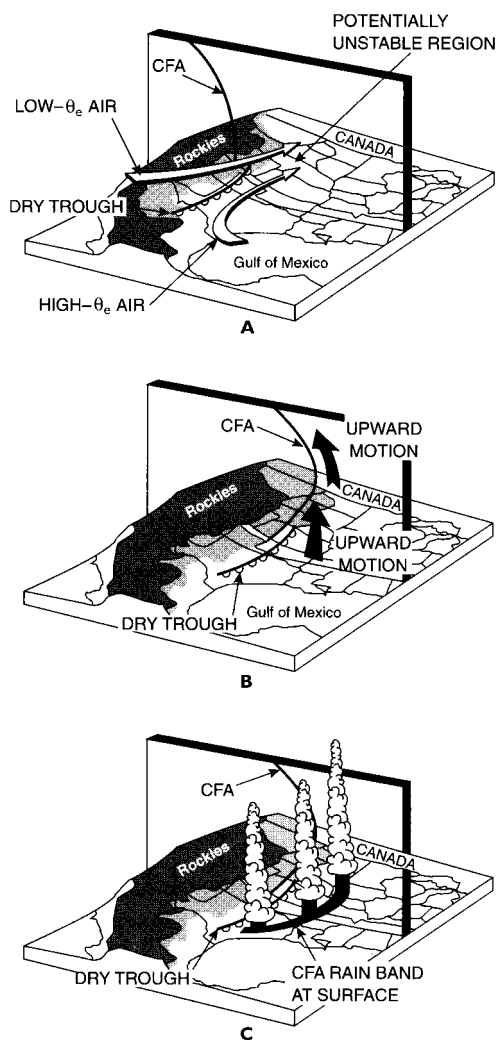 POTENTIALLY
UNSTABLE REGION
CFA
LOW-θe AIR
Rockies
CANADA
DRY TROUGH
Gulf of Mexico
HIGH-θe AIR
A
CFA
UPWARD
MOTION
Rockies
CANADA
UPWARD
MOTION
Gulf of Mexico
DRY TROUGH
B
CFA
Rockies
CANADA
DRY TROUGH
CFA RAIN BAND
AT SURFACE
C